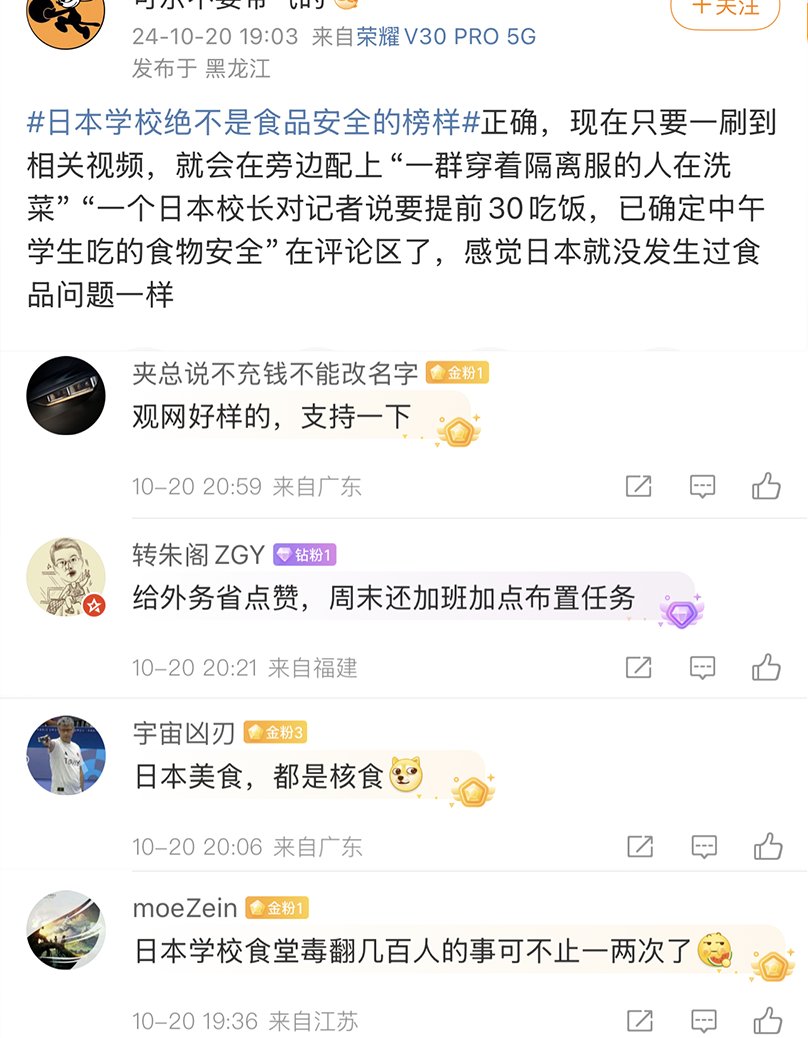 +关注
24-10-20 19:03 来自荣耀V30 PRO 5G
发布于 黑龙江
#日本学校绝不是食品安全的榜样#正确，现在只要一刷到
相关视频，就会在旁边配上“一群穿着隔离服的人在洗
菜”“一个日本校长对记者说要提前30吃饭，已确定中午
学生吃的食物安全”在评论区了，感觉日本就没发生过食
品问题一样
夹总说不充钱不能改名字 金粉1
观网好样的，支持一下
10-20 20:59 来自广东
转朱阁ZGY 钻粉1
给外务省点赞，周末还加班加点布置任务
10-20 20:21 来自福建
宇宙凶刃 金粉3
日本美食，都是核食
10-20 20:06 来自广东
moeZein 金粉1
日本学校食堂毒翻几百人的事可不止一两次了
10-20 19:36 来自江苏